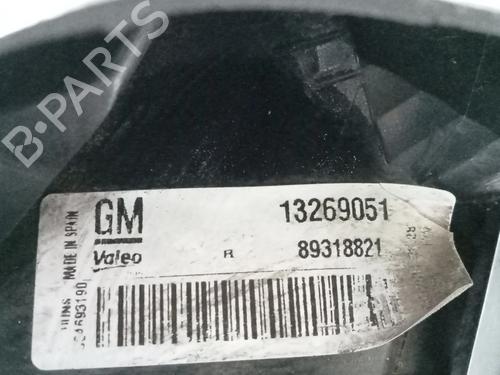 B-PARTS
GM 13269051
Valeo R 89318821
MADE IN SPAIN